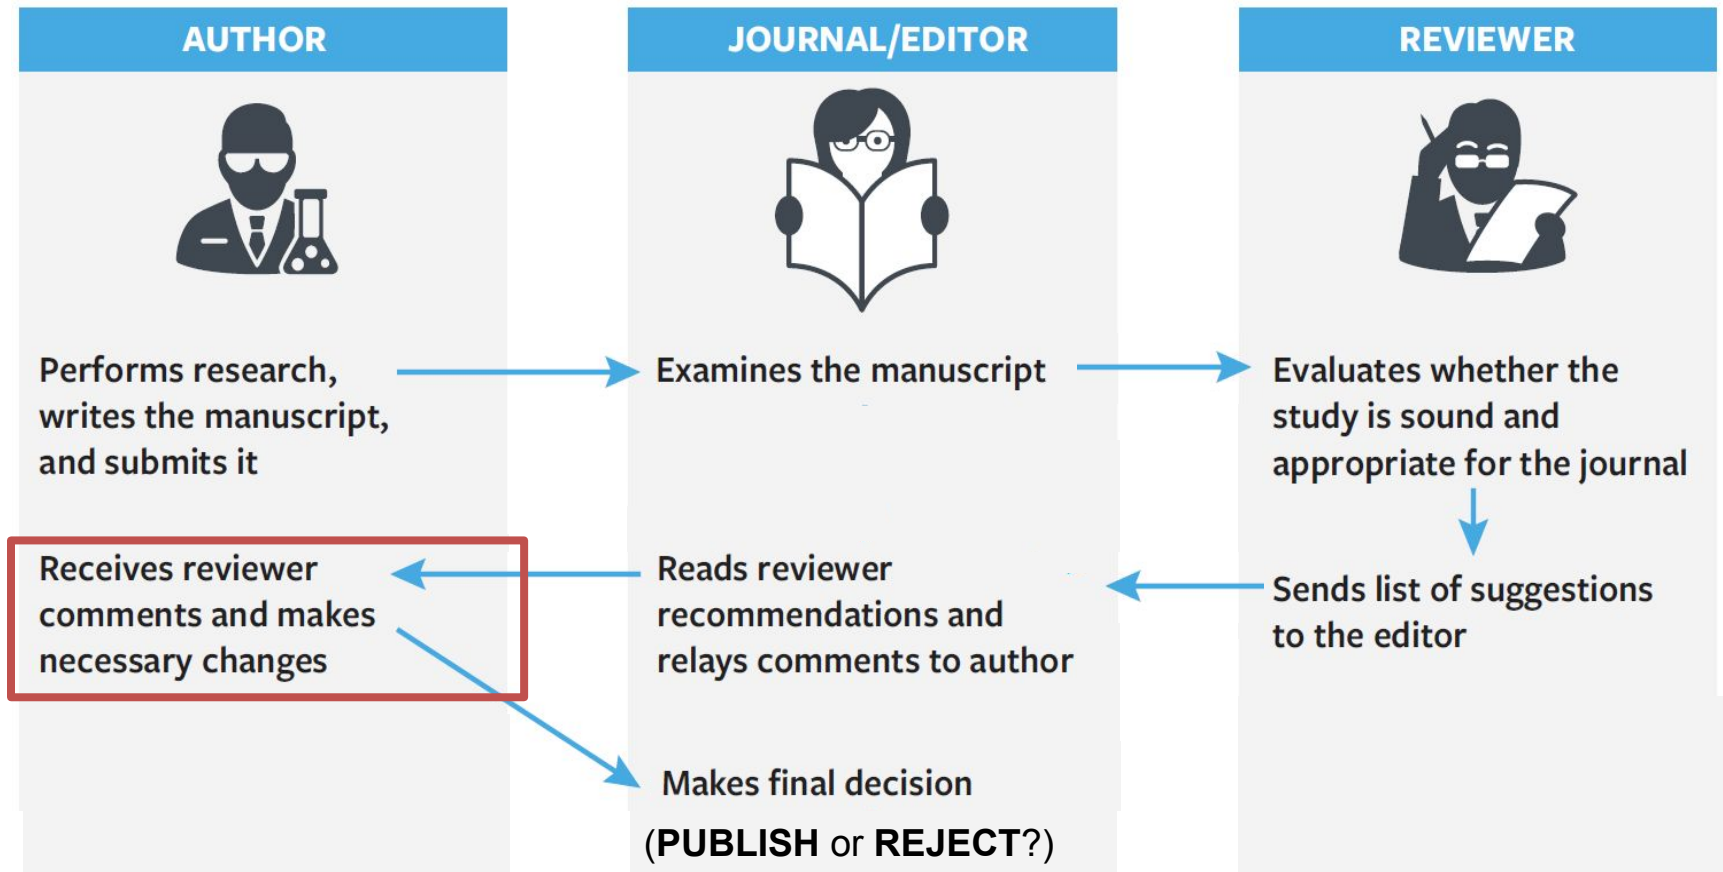 AUTHOR
JOURNAL/EDITOR
REVIEWER
Performs research,
writes the manuscript,
and submits it
Examines the manuscript
Evaluates whether the
study is sound and
appropriate for the journal
Sends list of suggestions
to the editor
Reads reviewer
recommendations and
relays comments to author
Receives reviewer
comments and makes
necessary changes
Makes final decision
(PUBLISH or REJECT?)